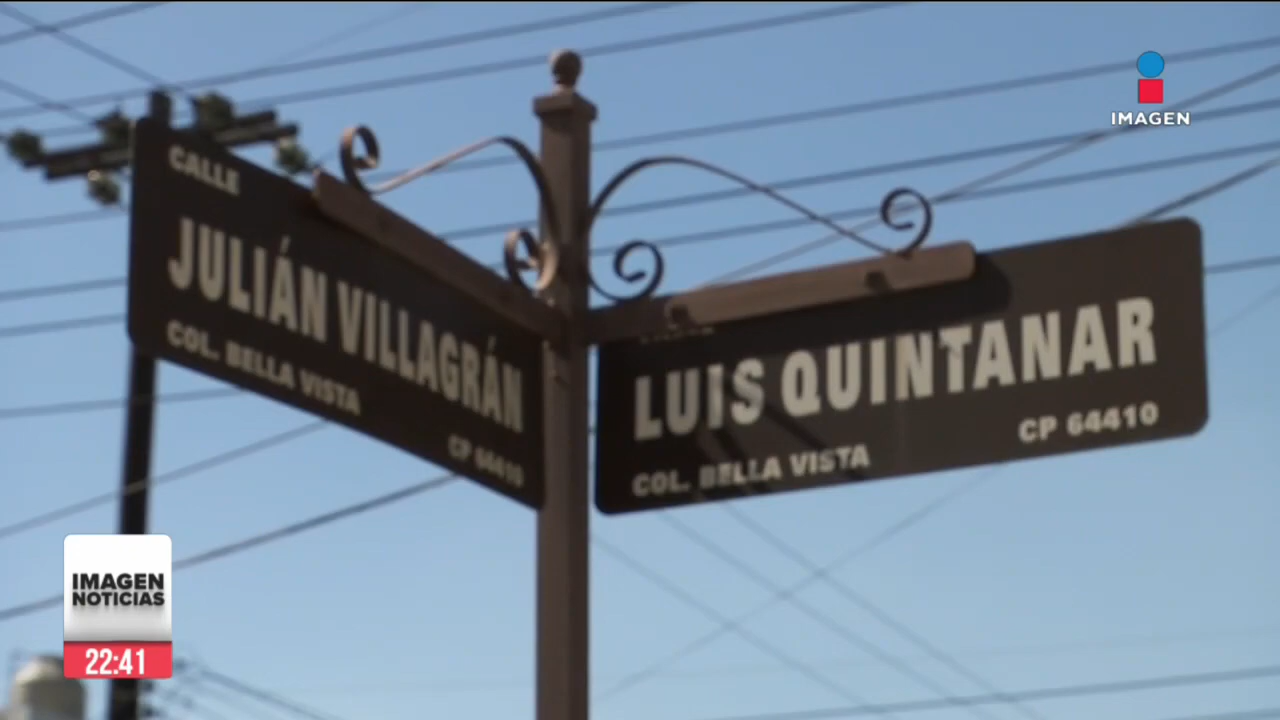 IMAGEN
CALLE
JULIÁN VILLAGRÁN
COL. BELLA VISTA
CP 64410
LUIS QUINTANAR
CP 64410
COL. BELLA VISTA
IMAGEN
NOTICIAS
22:41